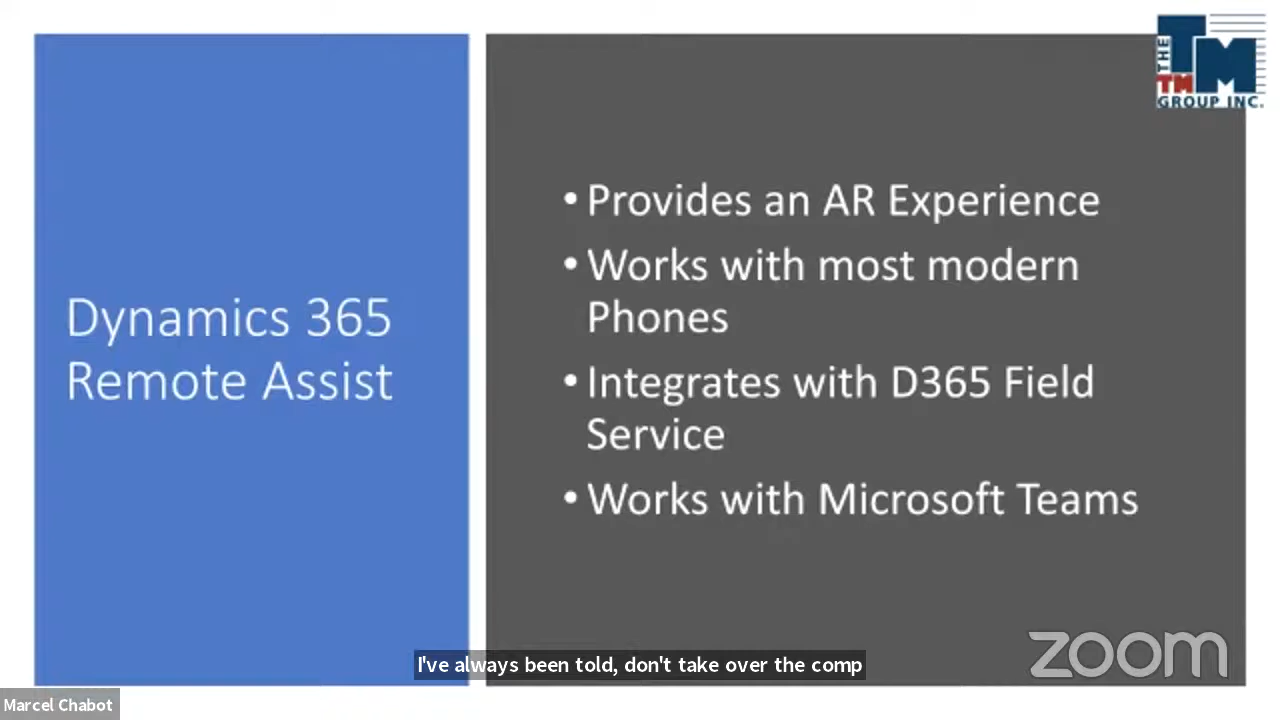 THE
TM
TM
GROUP INC.
Dynamics 365
Remote Assist
• Provides an AR Experience
• Works with most modern
Phones
• Integrates with D365 Field
Service
• Works with Microsoft Teams
zoom
I've always been told, don't take over the comp
Marcel Chabot